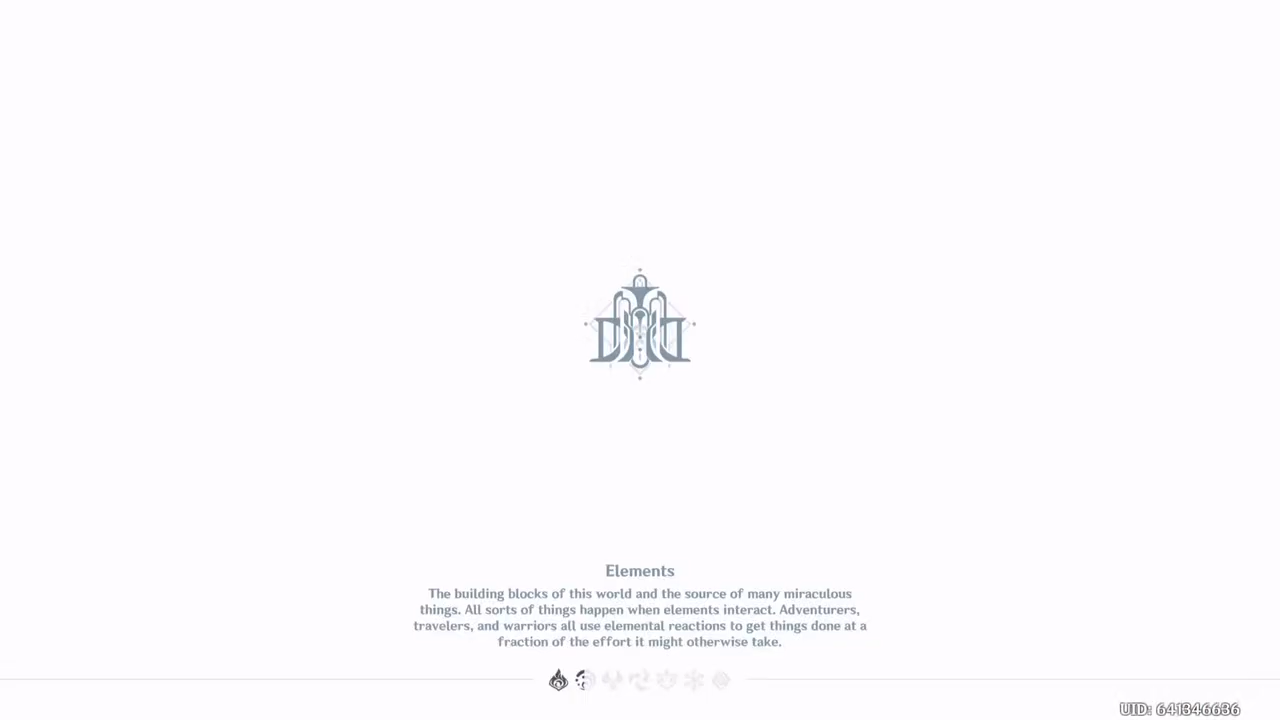 Elements
The building blocks of this world and the source of many miraculous
things. All sorts of things happen when elements interact. Adventurers,
travelers, and warriors all use elemental reactions to get things done at a
fraction of the effort it might otherwise take.
UID: 641346636